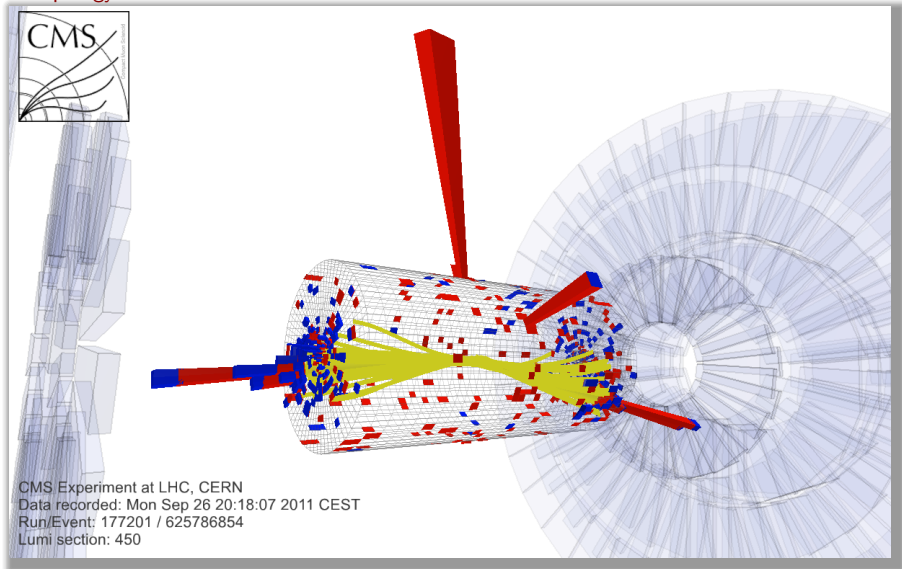 CMS
CMS Experiment at LHC, CERN
Data recorded: Mon Sep 26 20:18:07 2011 CEST
Run/Event: 177201 / 625786854
Lumi section: 450